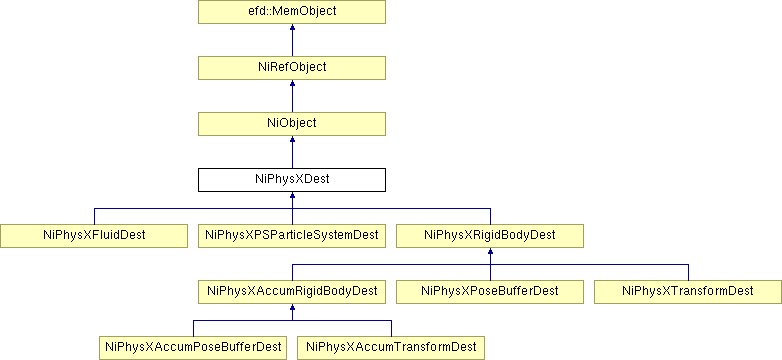 efd::MemObject
NiRefObject
NiObject
NiPhysXDest
NiPhysXFluidDest
NiPhysXPSParticleSystemDest
NiPhysXRigidBodyDest
NiPhysXAccumRigidBodyDest
NiPhysXPoseBufferDest
NiPhysXTransformDest
NiPhysXAccumPoseBufferDest
NiPhysXAccumTransformDest